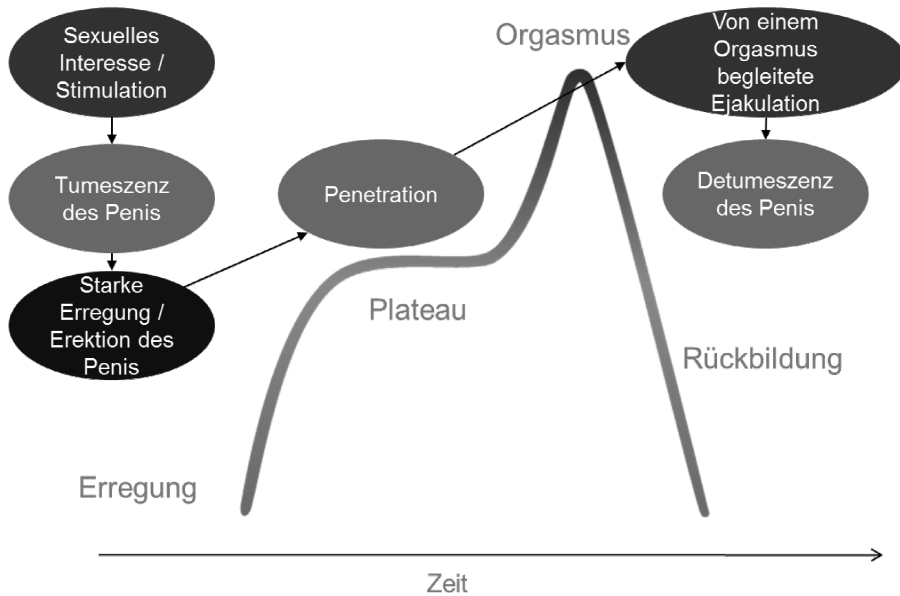 Sexuelles
Interesse /
Stimulation
Tumeszenz
des Penis
Starke
Erregung /
Erektion des
Penis
Penetration
Orgasmus
Von einem
Orgasmus
begleitete
Ejakulation
Detumeszenz
des Penis
Plateau
Rückbildung
Erregung
Zeit